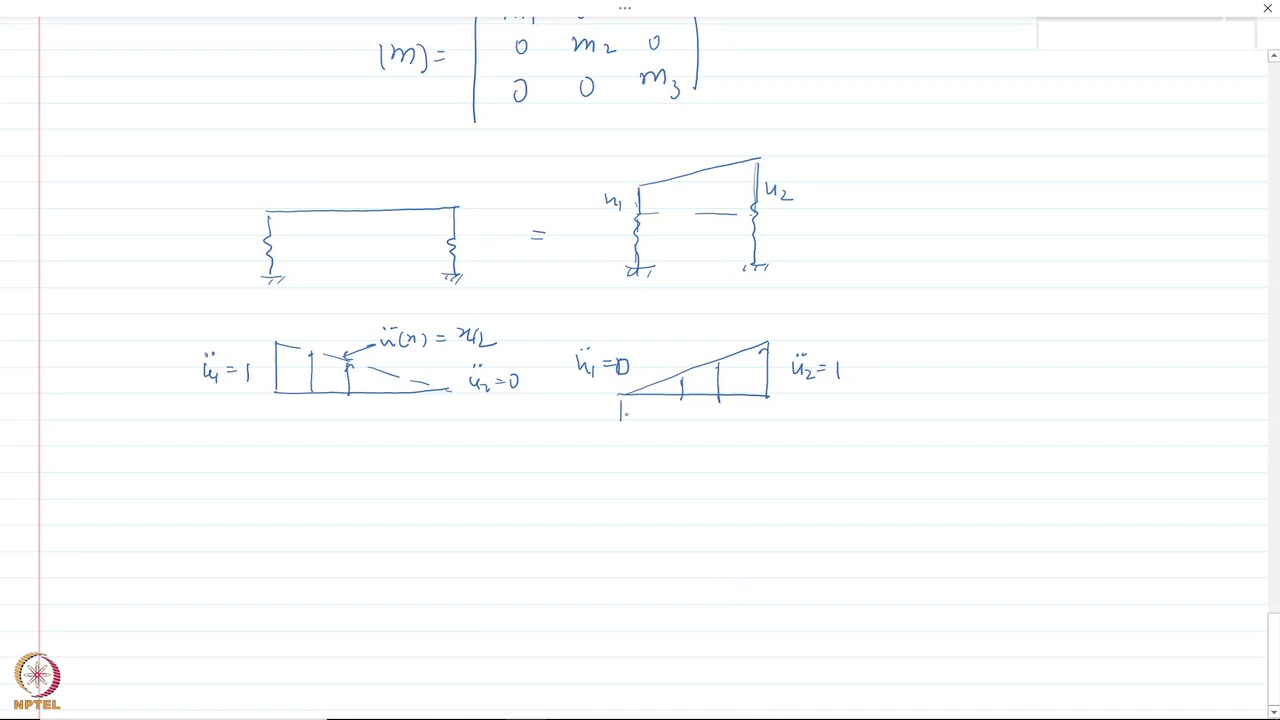 [m] =
0 m2 0
0 0 m3
u1
u2
=
ü1 = 1
ü(x) = x/L
ü2 = 0
ü1 = 0
ü2 = 1
NPTEL